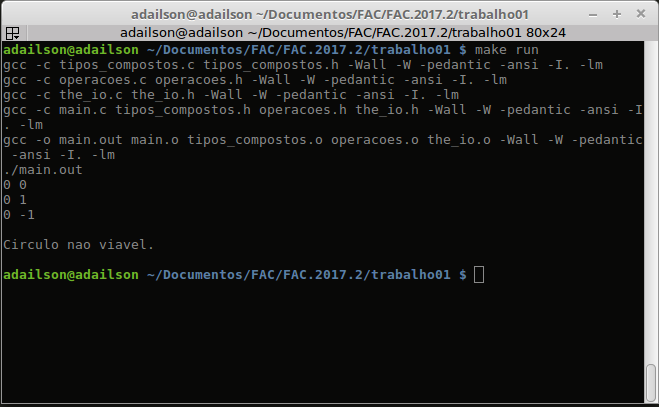 adailson@adailson ~/Documentos/FAC/FAC.2017.2/trabalho01
adailson@adailson ~/Documentos/FAC/FAC.2017.2/trabalho01 80x24
adailson@adailson ~/Documentos/FAC/FAC.2017.2/trabalho01 $ make run
gcc -c tipos_compostos.c tipos_compostos.h -Wall -W -pedantic -ansi -I. -lm
gcc -c operacoes.c operacoes.h -Wall -W -pedantic -ansi -I. -lm
gcc -c the_io.c the_io.h -Wall -W -pedantic -ansi -I. -lm
gcc -c main.c tipos_compostos.h operacoes.h the_io.h -Wall -W -pedantic -ansi -I
. -lm
gcc -o main.out main.o tipos_compostos.o operacoes.o the_io.o -Wall -W -pedantic
 -ansi -I. -lm
./main.out
0 0
0 1
0 -1
Circulo nao viavel.
adailson@adailson ~/Documentos/FAC/FAC.2017.2/trabalho01 $